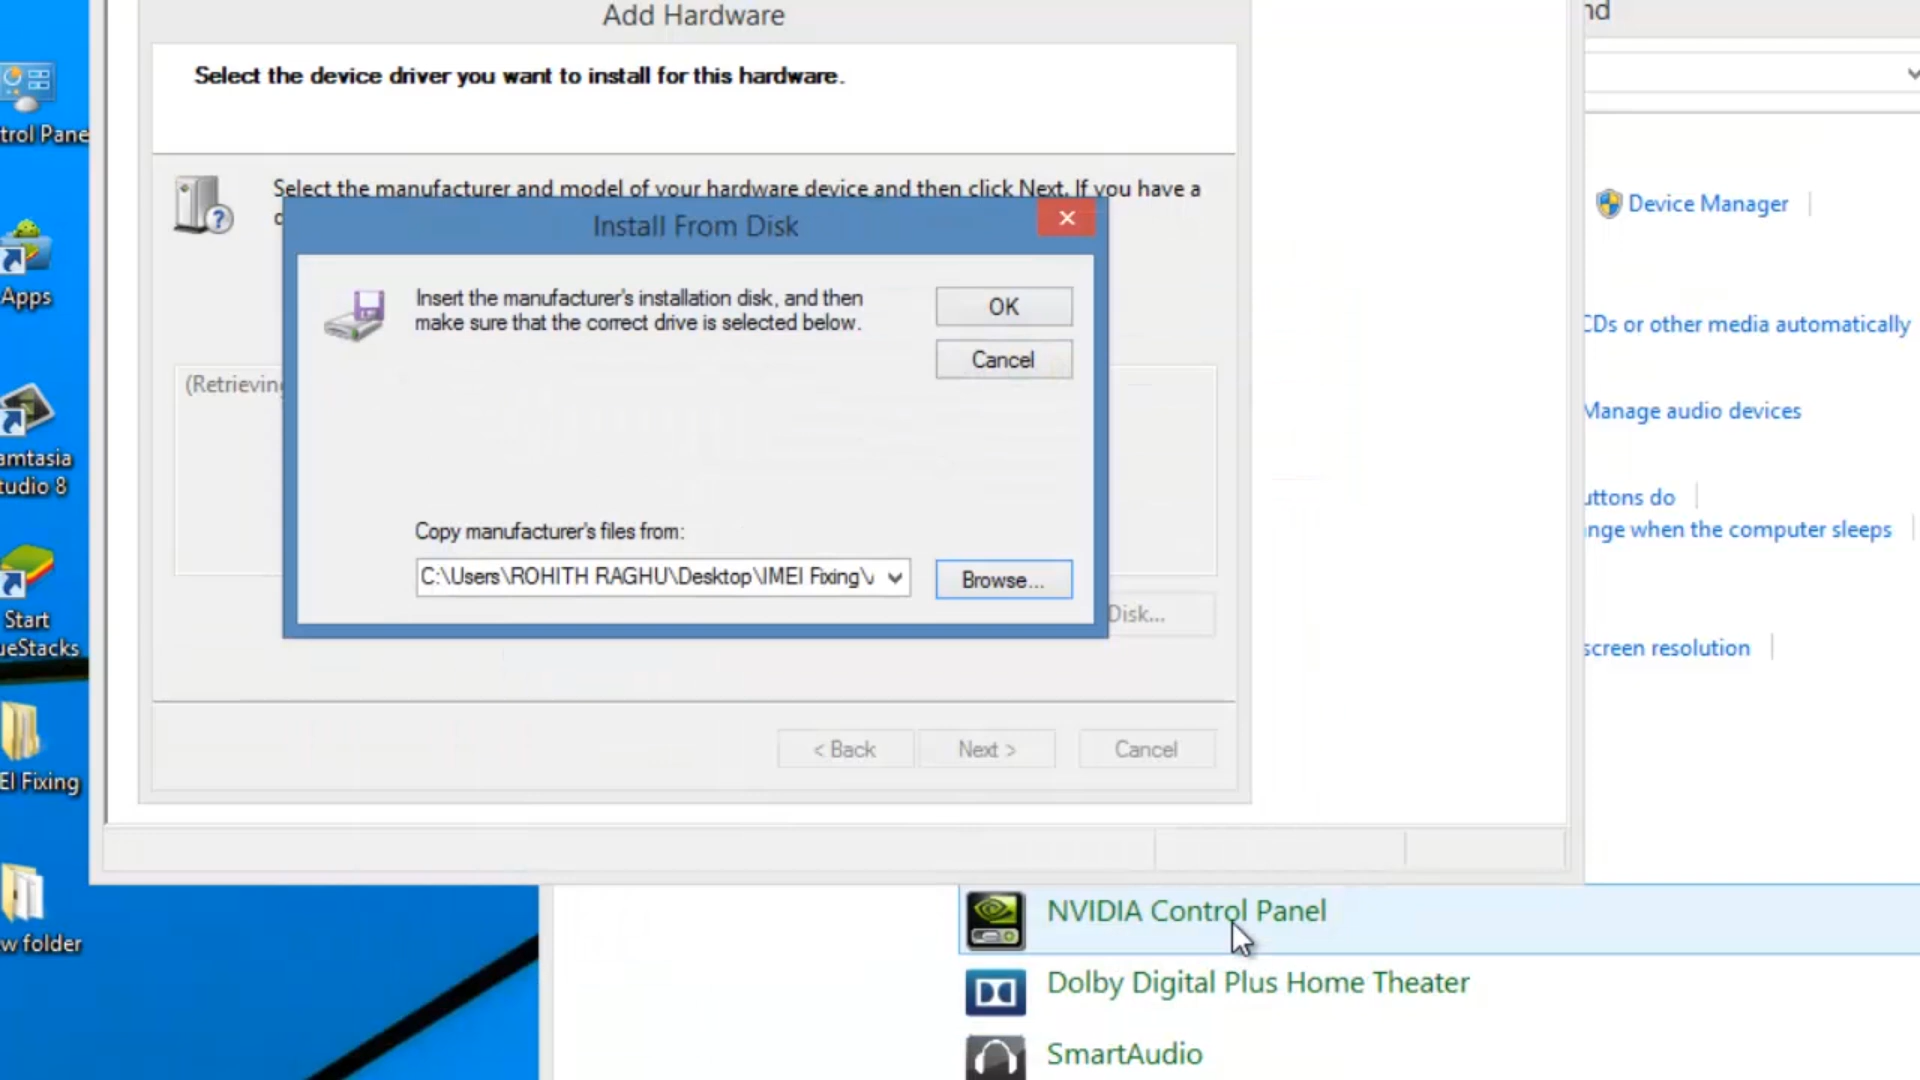 Add Hardware
Select the device driver you want to install for this hardware.
Select the manufacturer and model of your hardware device and then click Next. If you have a
Install From Disk
Insert the manufacturer's installation disk, and then
make sure that the correct drive is selected below.
OK
Cancel
(Retrieving
Copy manufacturer's files from:
C:\Users\ROHITH RAGHU\Desktop\IMEI Fixing\
Browse...
Disk...
< Back
Next >
Cancel
trol Pane
Apps
amtasia
tudio 8
Start
ueStacks
EI Fixing
w folder
nd
Device Manager
CDs or other media automatically
Manage audio devices
uttons do
nge when the computer sleeps
screen resolution
NVIDIA Control Panel
Dolby Digital Plus Home Theater
SmartAudio